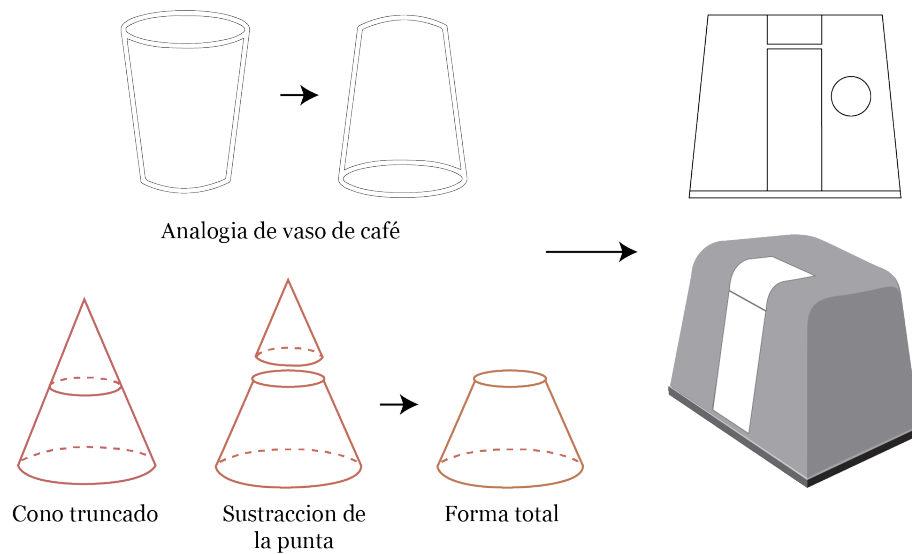 Analogia de vaso de café
Cono truncado
Sustraccion de
la punta
Forma total